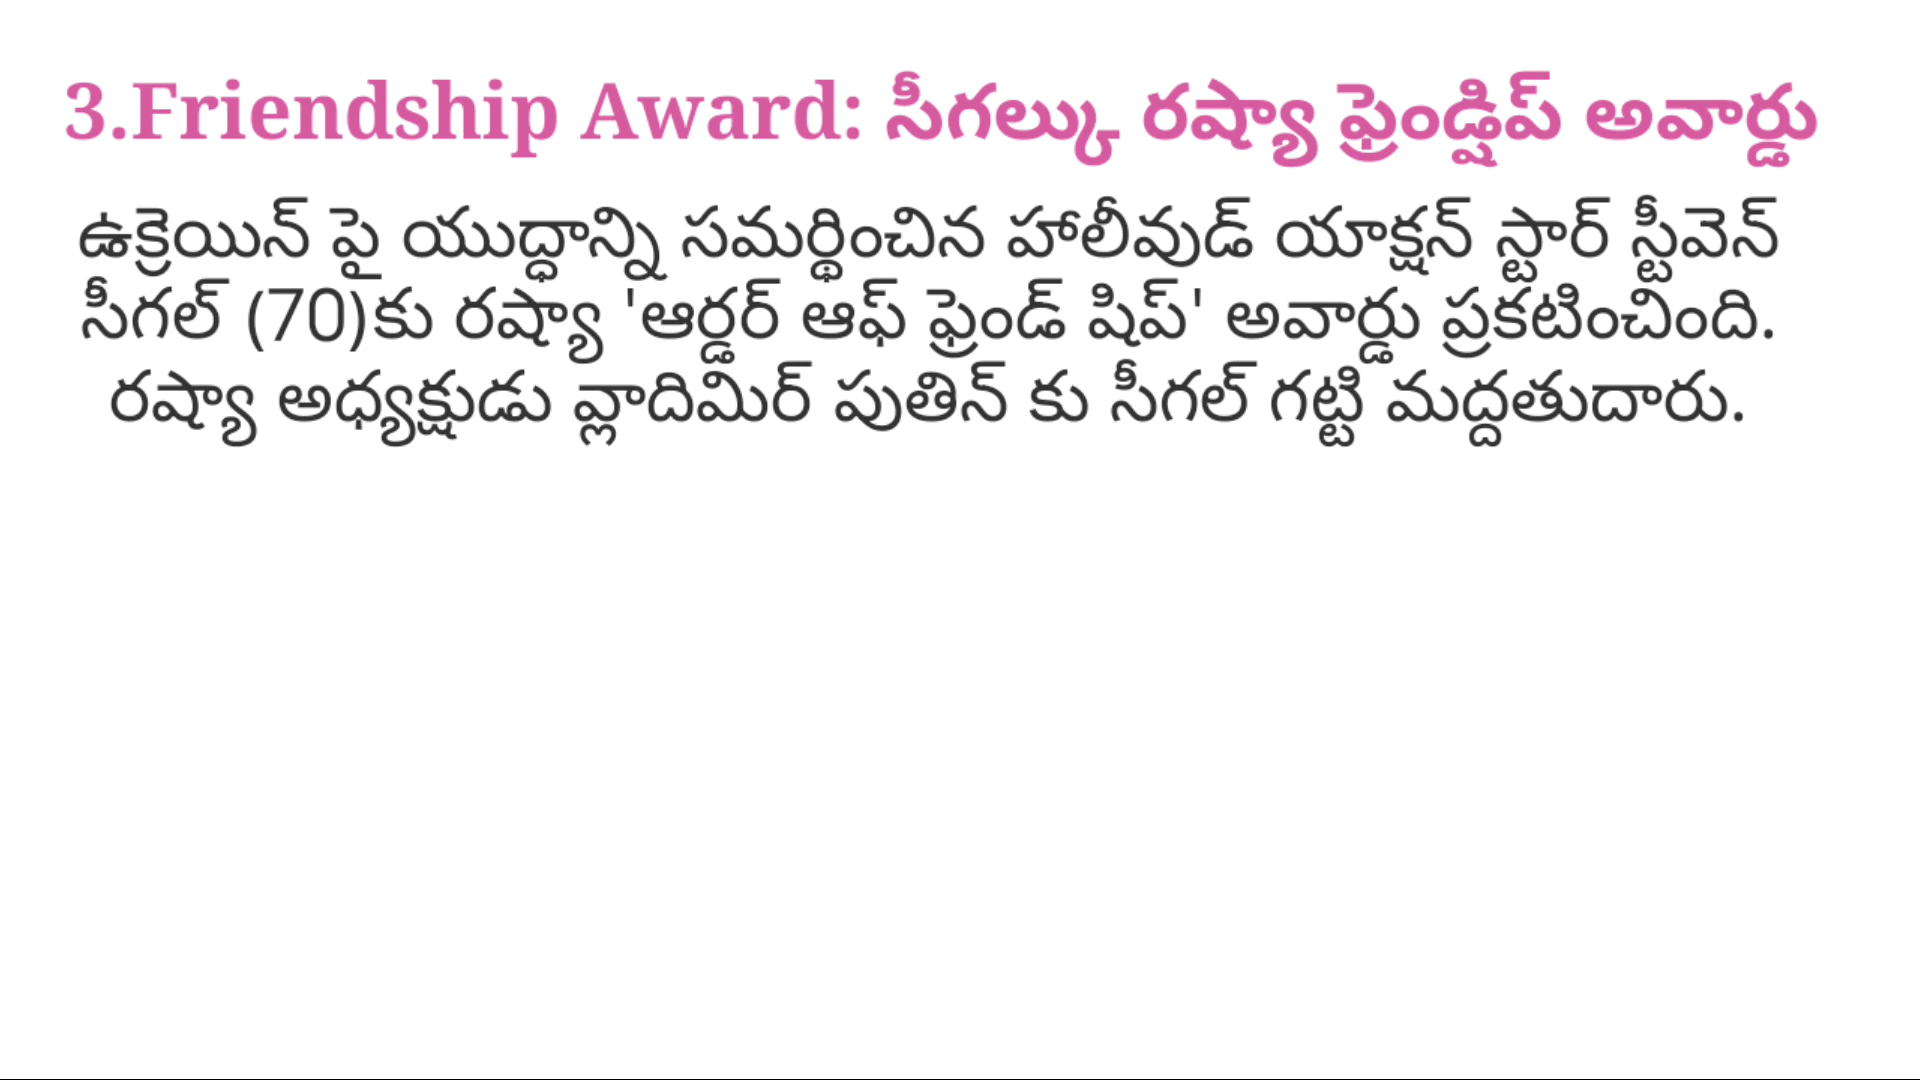 3.Friendship Award: సీగల్కు రష్యా ఫ్రెండ్షిప్ అవార్డు
ఉక్రెయిన్ పై యుద్ధాన్ని సమర్థించిన హాలీవుడ్ యాక్షన్ స్టార్ స్టీవెన్
సీగల్ (70)కు రష్యా 'ఆర్డర్ ఆఫ్ ఫ్రెండ్ షిప్' అవార్డు ప్రకటించింది.
రష్యా అధ్యక్షుడు వ్లాదిమిర్ పుతిన్ కు సీగల్ గట్టి మద్దతుదారు.